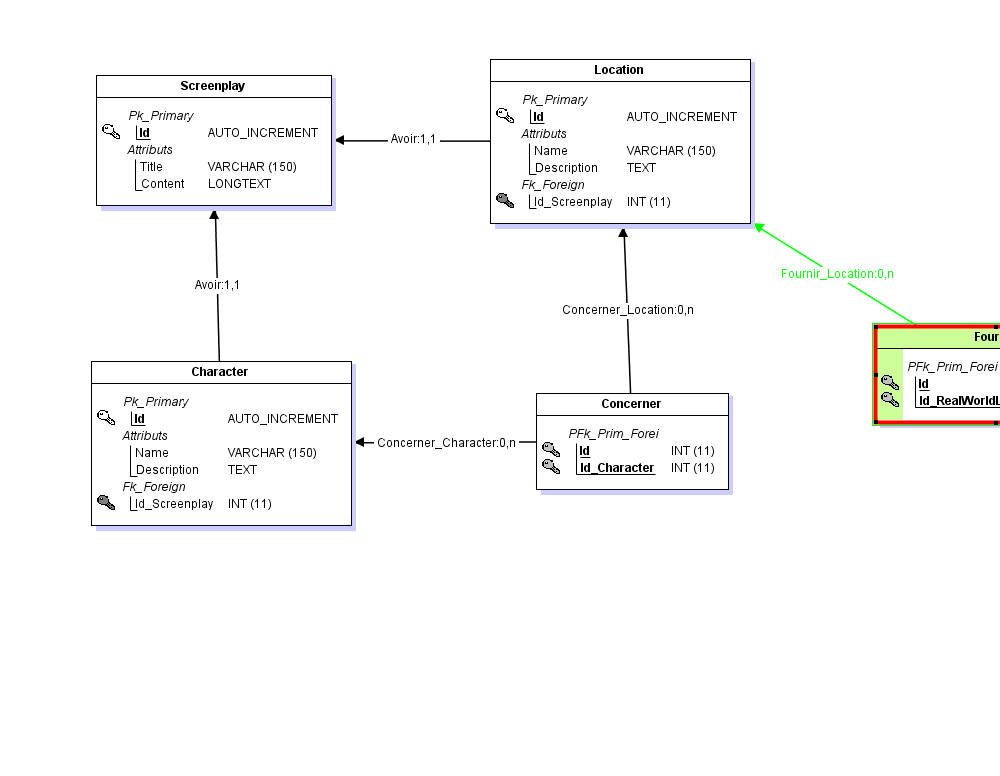 Screenplay
Pk_Primary
Id AUTO_INCREMENT
Attributes
Title VARCHAR (150)
Content LONGTEXT
Avoir:1,1
Location
Pk_Primary
Id AUTO_INCREMENT
Attributs
Name VARCHAR (150)
Description TEXT
Fk_Foreign
Id_Screenplay INT (11)
Avoir:1,1
Concerner_Location:0,n
Fournir_Location:0,n
Four
PFk_Prim_Forei
Id
Id_RealWorldL
Character
Pk_Primary
Id AUTO_INCREMENT
Attributs
Name VARCHAR (150)
Description TEXT
Fk_Foreign
Id_Screenplay INT (11)
Concerner_Character:0,n
Concerner
PFk_Prim_Forei
Id INT (11)
Id_Character INT (11)